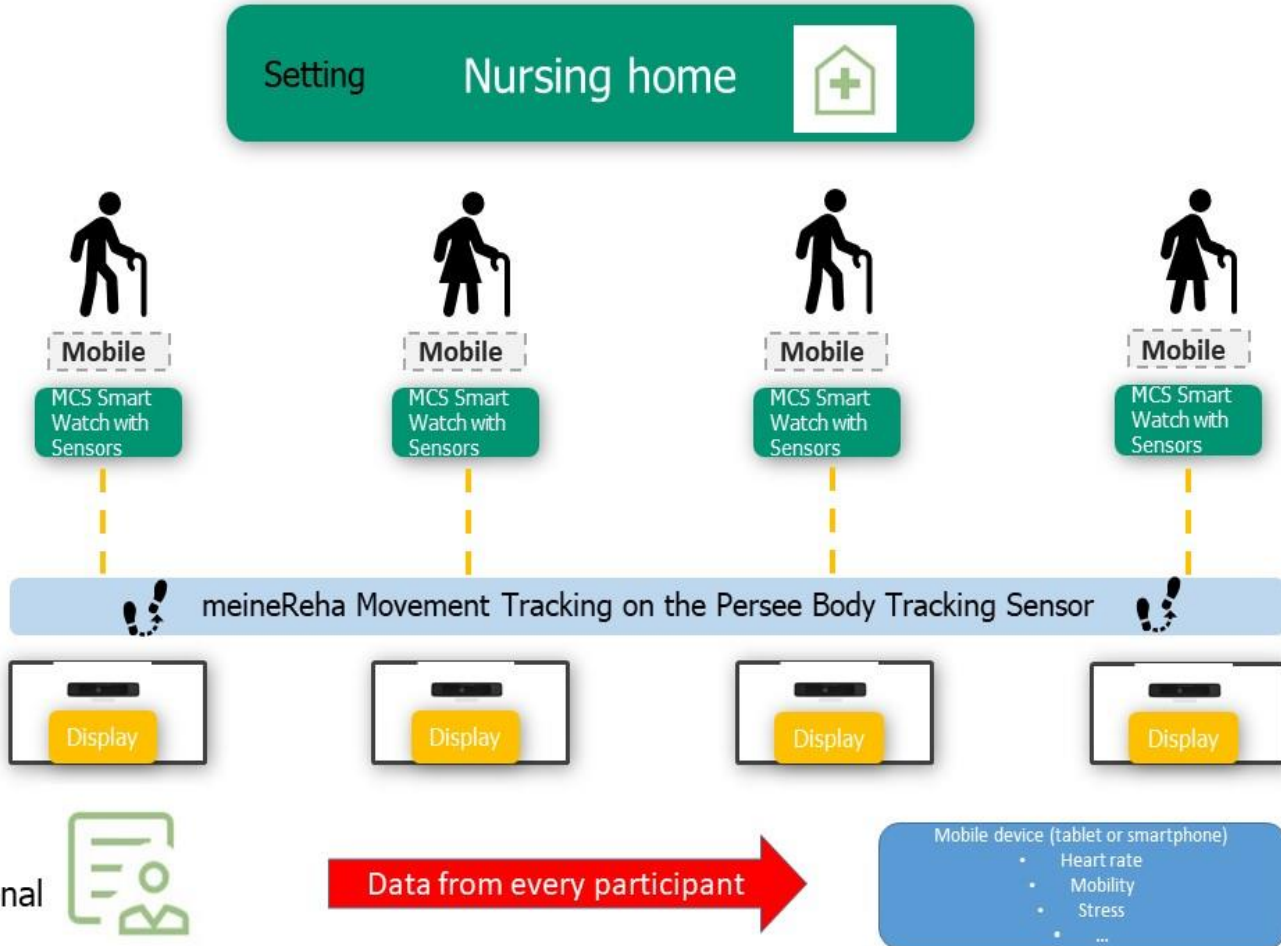 Setting Nursing home
Mobile Mobile Mobile Mobile
MCS Smart MCS Smart MCS Smart MCS Smart
Watch with Watch with Watch with Watch with
Sensors Sensors Sensors Sensors
meineReha Movement Tracking on the Persee Body Tracking Sensor
Display Display Display Display
nal
Data from every participant
Mobile device (tablet or smartphone)
• Heart rate
• Mobility
• Stress
• ...